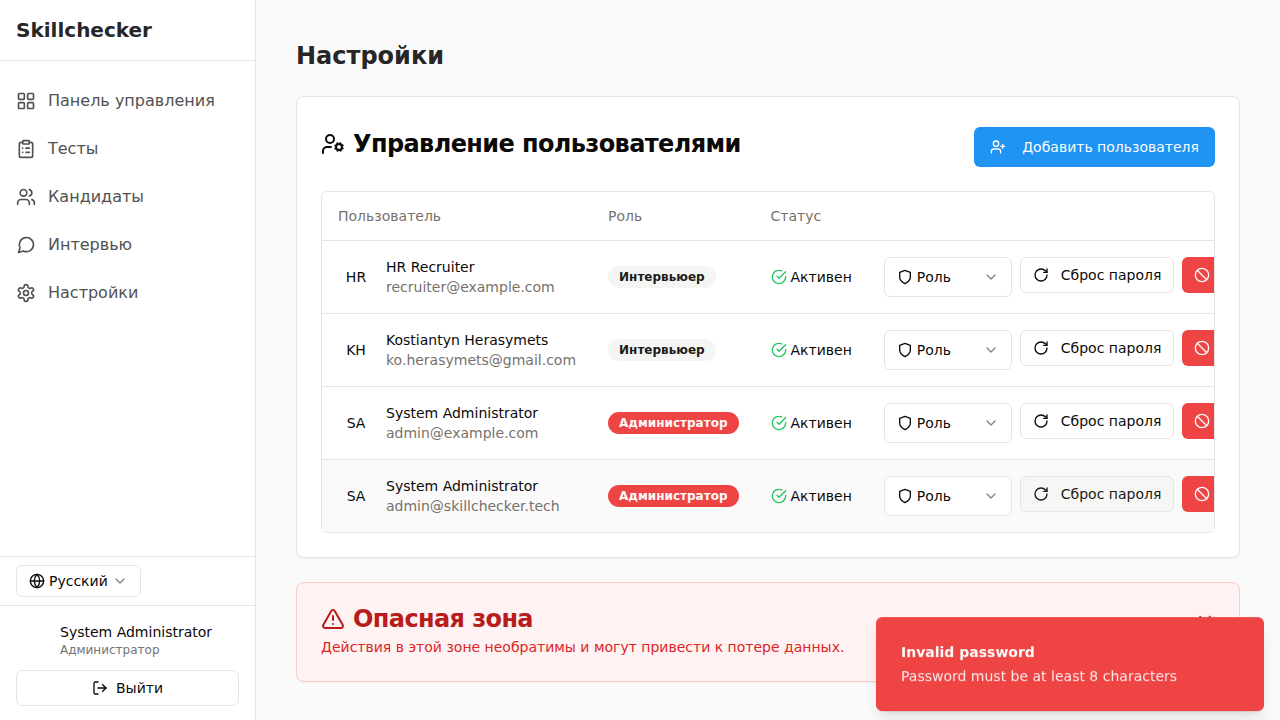 Skillchecker
Панель управления
Тесты
Кандидаты
Интервью
Настройки
Русский
System Administrator
Администратор
Выйти
Настройки
Управление пользователями
Добавить пользователя
Пользователь Роль Статус
HR HR Recruiter recruiter@example.com Интервьюер Активен Роль Сброс пароля
KH Kostiantyn Herasymets ko.herasymets@gmail.com Интервьюер Активен Роль Сброс пароля
SA System Administrator admin@example.com Администратор Активен Роль Сброс пароля
SA System Administrator admin@skillchecker.tech Администратор Активен Роль Сброс пароля
Опасная зона
Действия в этой зоне необратимы и могут привести к потере данных.
Invalid password
Password must be at least 8 characters